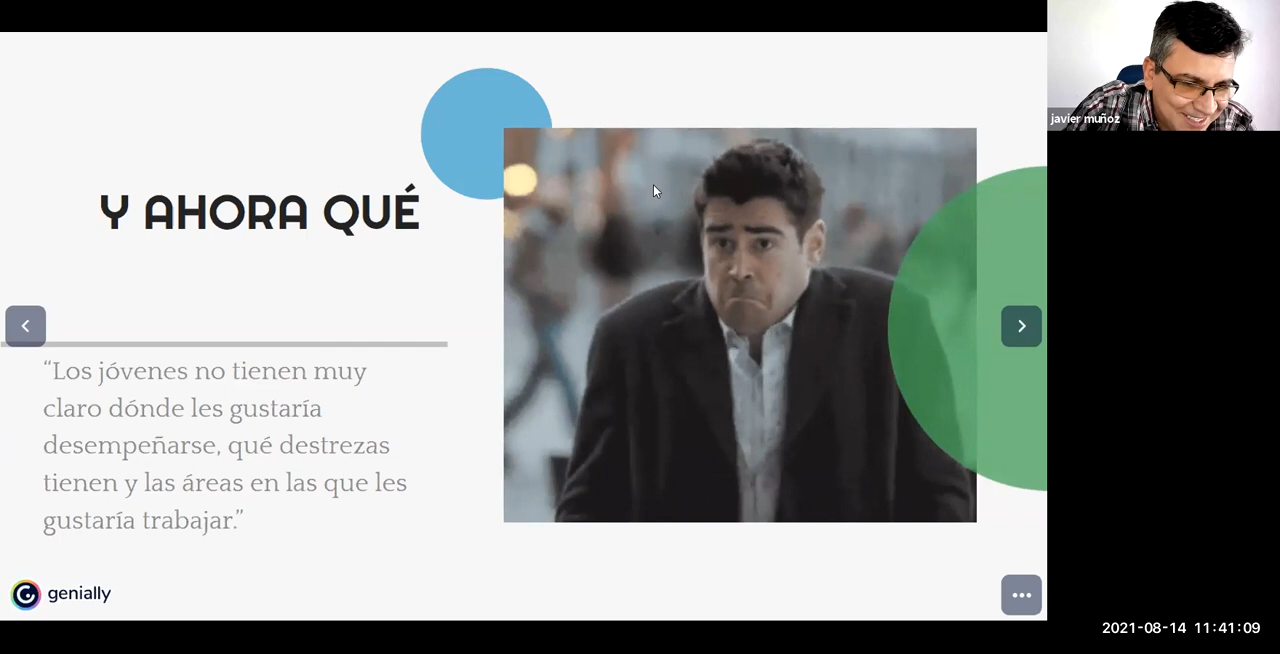 javier muñoz
Y AHORA QUÉ
“Los jóvenes no tienen muy
claro dónde les gustaría
desempeñarse, qué destrezas
tienen y las áreas en las que les
gustaría trabajar.”
genially
2021-08-14 11:41:09